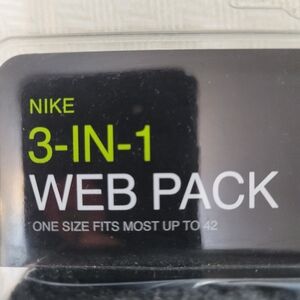 NIKE
3-IN-1
WEB PACK
ONE SIZE FITS MOST UP TO 42